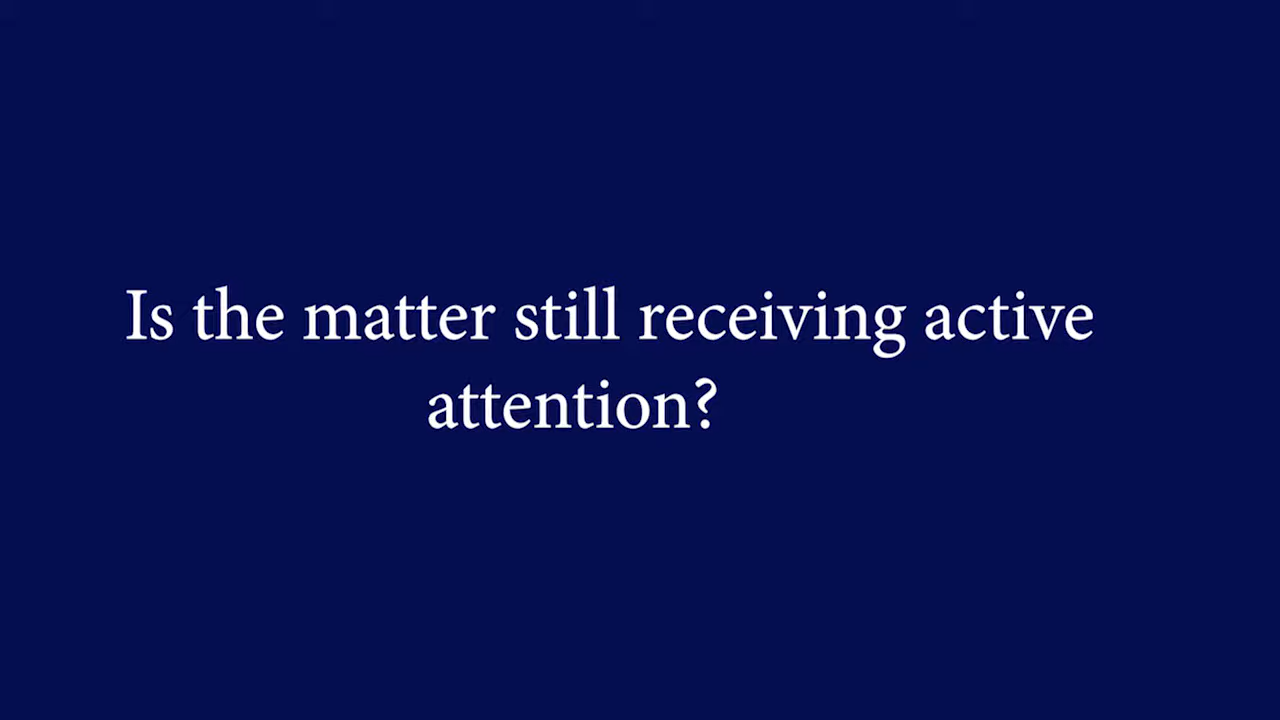 Is the matter still receiving active
attention?